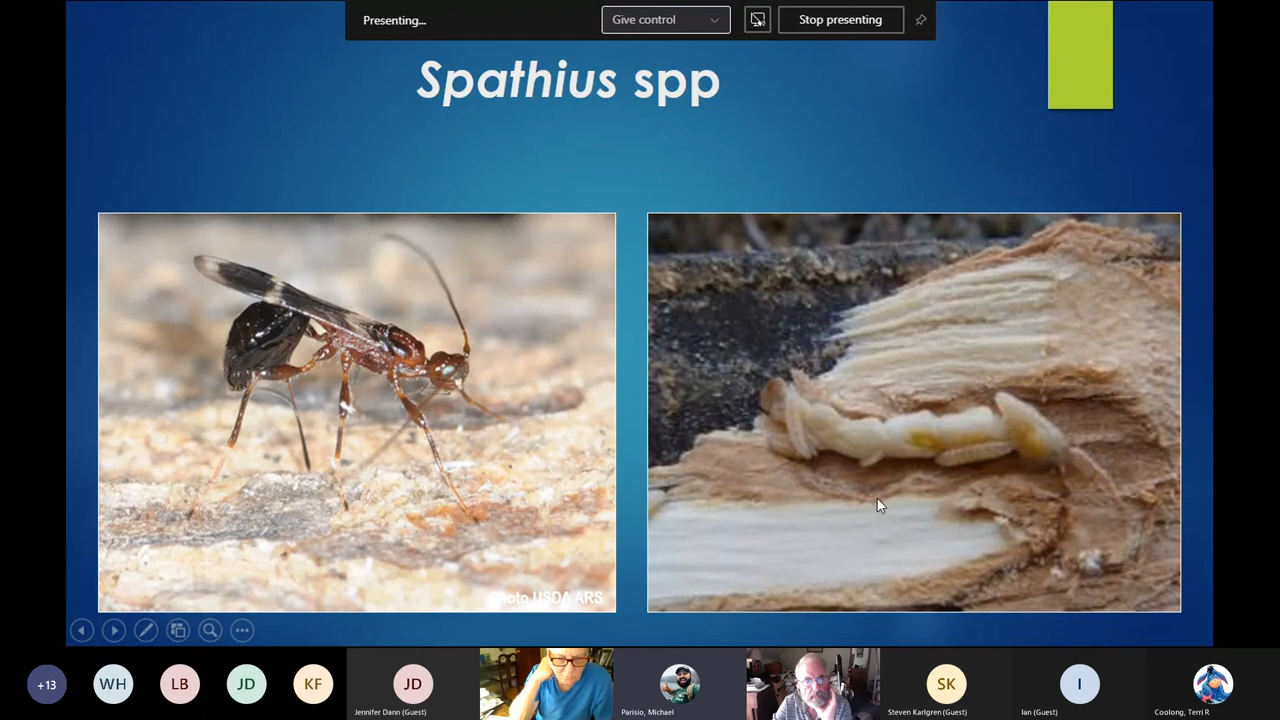 Presenting...
Give control
Stop presenting
Spathius spp
Photo USDA ARS
+13
WH
LB
JD
KF
JD
SK
I
Jennifer Dann (Guest)
Parisio, Michael
Steven Karlgren (Guest)
Ian (Guest)
Coolong, Terri R